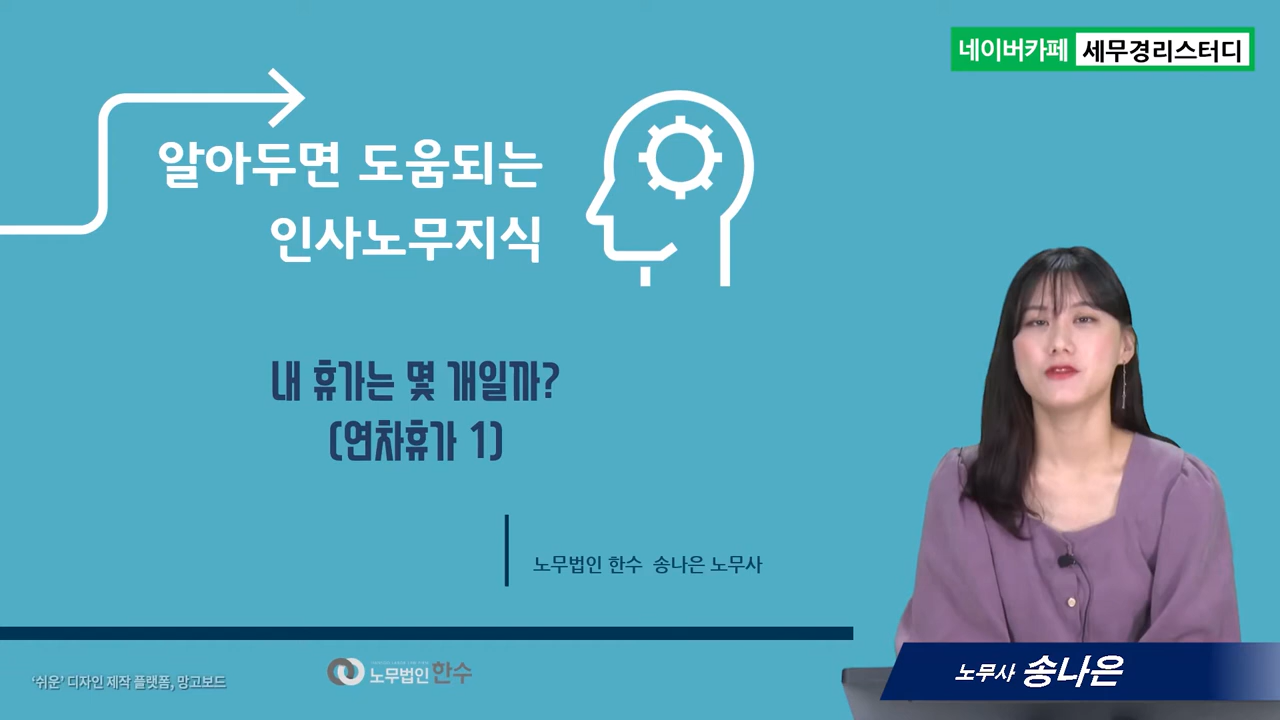 네이버카페 세무경리스터디
알아두면 도움되는
인사노무지식
내 휴가는 몇 개일까?
(연차휴가 1)
노무법인 한수 송나은 노무사
'쉬운' 디자인 제작 플랫폼, 망고보드
노무법인 한수
노무사 송나은